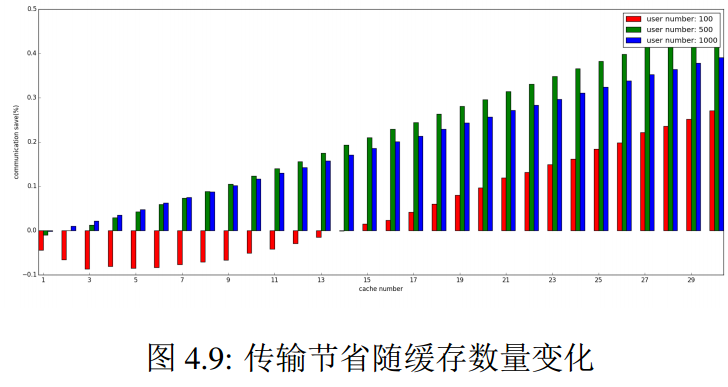 0.5
0.4
0.3
0.2
0.1
0.0
−0.1
communication save(%)
user number: 100
user number: 500
user number: 1000
1 3 5 7 9 11 13 15 17 19 21 23 25 27 29
cache number
图 4.9: 传输节省随缓存数量变化